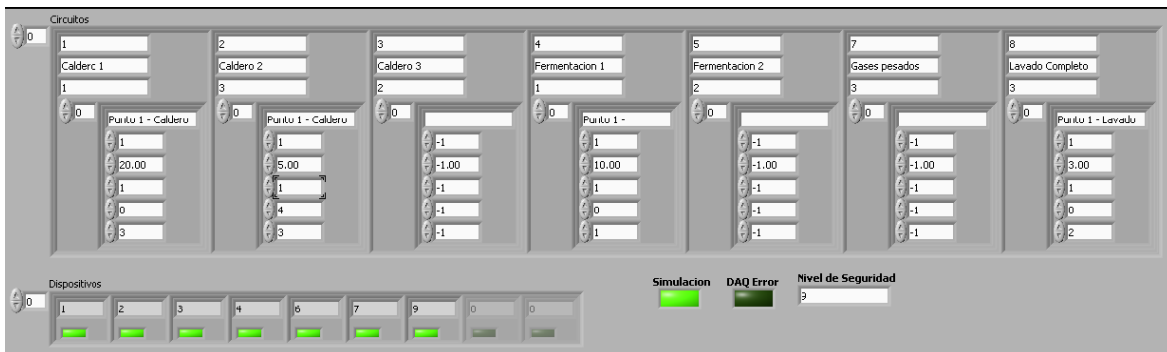 Circuitos
0
1 2 3 4 5 7 8
Calderc 1 Caldero 2 Caldero 3 Fermentacion 1 Fermentacion 2 Gases pesados Lavado Completo
1 3 2 1 2 3 3
0 0 0 0 0 0 0
Punto 1 - Caldero Punto 1 - Caldero Punto 1 - Punto 1 - Lavado
1 1 -1 1 -1 -1 1
20.00 5.00 -1.00 10.00 -1.00 -1.00 3.00
1 1 -1 1 -1 -1 1
0 4 -1 0 -1 -1 0
3 3 -1 1 -1 -1 2
Simulacion DAQ Error Nivel de Seguridad
9
Dispositivos
0
1 2 3 4 6 7 9 0 0